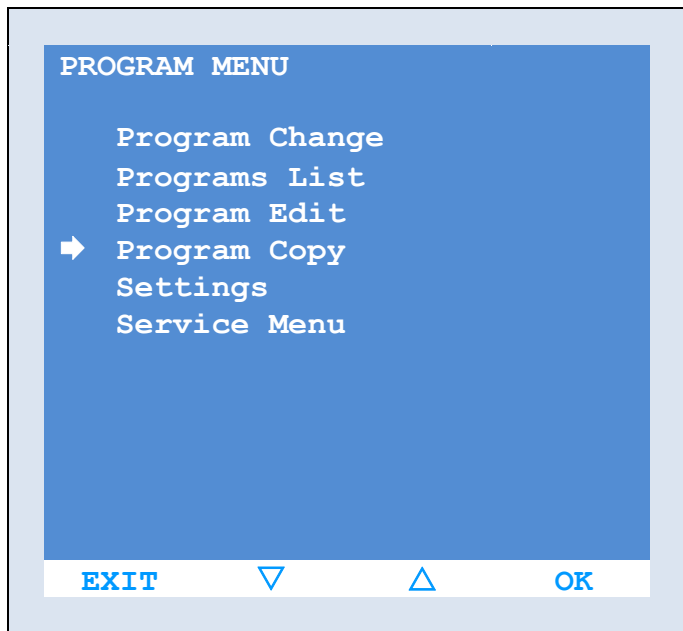 PROGRAM MENU
Program Change
Programs List
Program Edit
Program Copy
Settings
Service Menu
EXIT ▽ △ OK